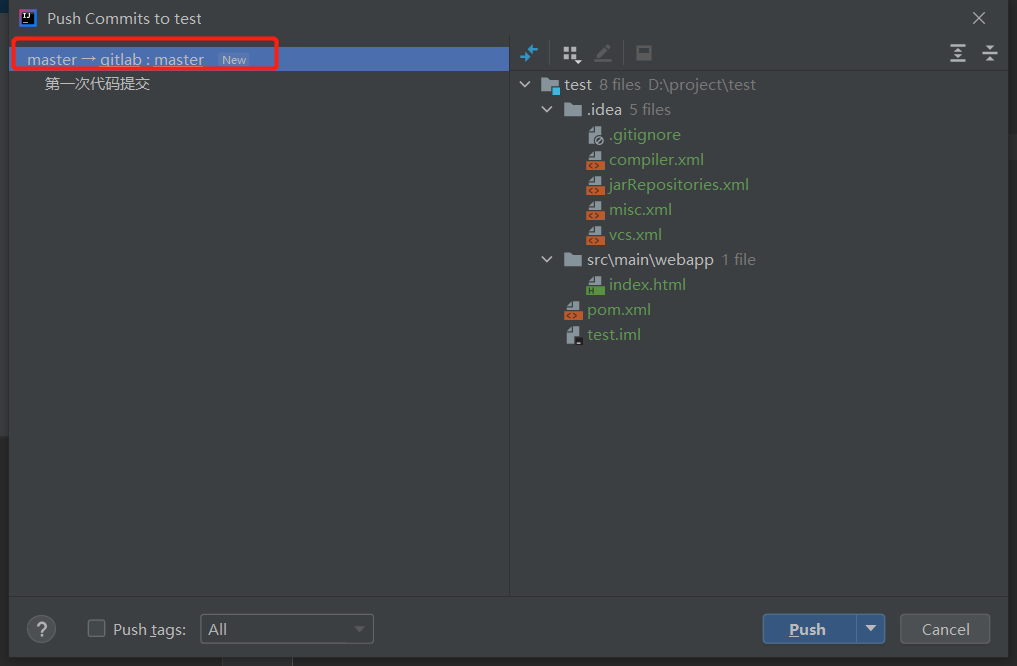 Push Commits to test
master → gitlab : master New
第一次代码提交
test 8 files D:\project\test
.idea 5 files
.gitignore
compiler.xml
jarRepositories.xml
misc.xml
vcs.xml
src\main\webapp 1 file
index.html
pom.xml
test.iml
? Push tags: All Push Cancel